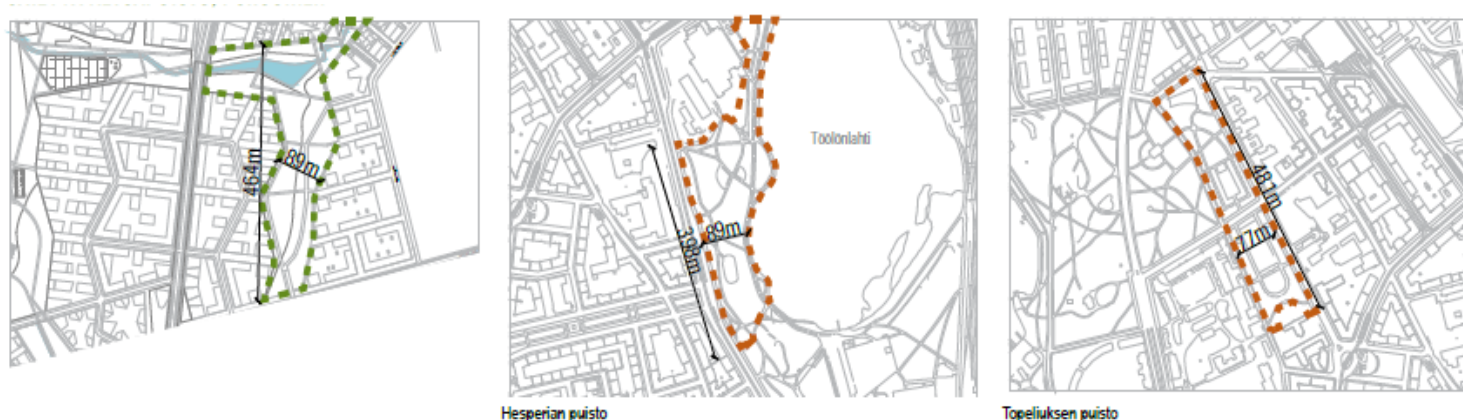 464m
89m
398m
89m
Töölönlahti
481m
77m
Hesperian puisto
Topeliuksen puisto